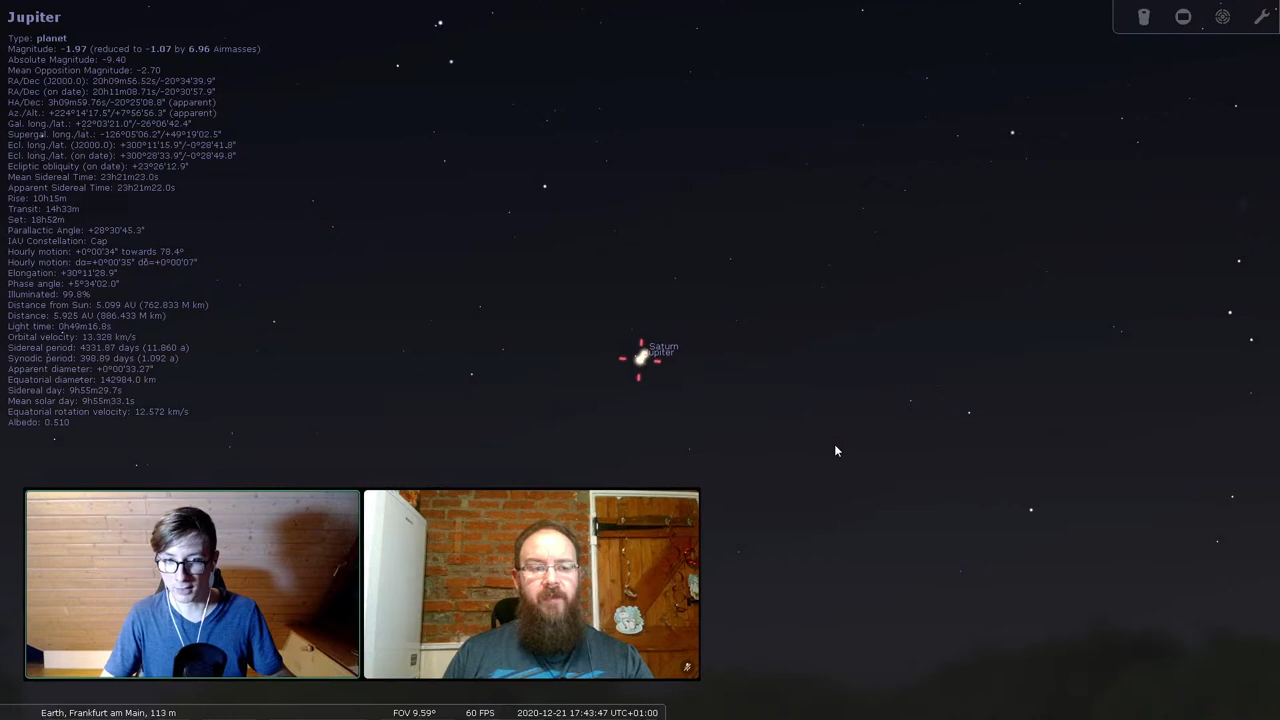 Jupiter
Type: planet
Magnitude: -1.97 (reduced to -1.07 by 6.96 Airmasses)
Absolute Magnitude: -9.40
Mean Opposition Magnitude: -2.70
RA/Dec (J2000.0): 20h09m56.52s/-20°34'39.9"
RA/Dec (on date): 20h11m08.71s/-20°30'57.9"
HA/Dec: 3h09m59.76s/-20°25'08.8" (apparent)
Az./Alt.: +224°14'17.5"/+7°56'56.3" (apparent)
Gal. long./lat.: +22°03'21.0"/-26°06'42.4"
Supergal. long./lat.: -126°05'06.2"/+49°19'02.5"
Ecl. long./lat. (J2000.0): +300°11'15.9"/-0°28'41.8"
Ecl. long./lat. (on date): +300°28'33.9"/-0°28'49.8"
Ecliptic obliquity (on date): +23°26'12.9"
Mean Sidereal Time: 23h21m23.0s
Apparent Sidereal Time: 23h21m22.0s
Rise: 10h15m
Transit: 14h33m
Set: 18h52m
Parallactic Angle: +28°30'45.3"
IAU Constellation: Cap
Hourly motion: +0°00'34" towards 78.4°
Hourly motion: dα=+0°00'35" dδ=+0°00'07"
Elongation: +30°11'28.9"
Phase angle: +5°34'02.0"
Illuminated: 99.8%
Distance from Sun: 5.099 AU (762.833 M km)
Distance: 5.925 AU (886.433 M km)
Light time: 0h49m16.8s
Orbital velocity: 13.328 km/s
Sidereal period: 4331.87 days (11.860 a)
Synodic period: 398.89 days (1.092 a)
Apparent diameter: +0°00'33.27"
Equatorial diameter: 142984.0 km
Sidereal day: 9h55m29.7s
Mean solar day: 9h55m33.1s
Equatorial rotation velocity: 12.572 km/s
Albedo: 0.510
Saturn
Jupiter
Earth, Frankfurt am Main, 113 m FOV 9.59° 60 FPS 2020-12-21 17:43:47 UTC+01:00